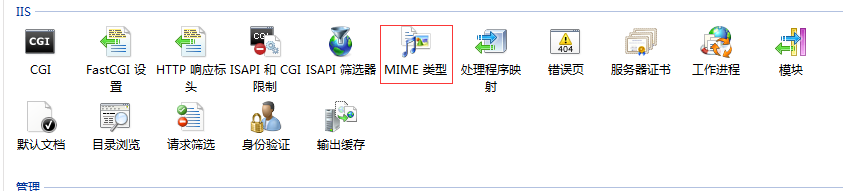 IIS
CGI
FastCGI 设置
HTTP 响应标头
ISAPI 和 CGI 限制
ISAPI 筛选器
MIME 类型
处理程序映射
404
错误页
服务器证书
工作进程
模块
默认文档
目录浏览
请求筛选
身份验证
输出缓存
管理